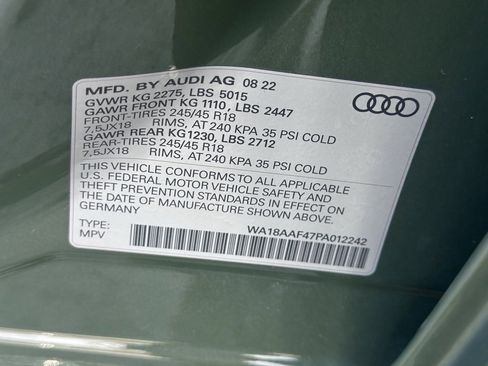 MFD. BY AUDI AG 08 22
GVWR KG 2275, LBS 5015
GAWR FRONT KG 1110, LBS 2447
FRONT-TIRES 245/45 R18
7,5JX18 RIMS, AT 240 KPA 35 PSI COLD
GAWR REAR KG1230, LBS 2712
REAR-TIRES 245/45 R18
7,5JX18 RIMS, AT 240 KPA 35 PSI COLD
THIS VEHICLE CONFORMS TO ALL APPLICABLE
U.S. FEDERAL MOTOR VEHICLE SAFETY AND
THEFT PREVENTION STANDARDS IN EFFECT ON
THE DATE OF MANUFACTURE SHOWN ABOVE.
GERMANY
TYPE:
MPV
WA18AAF47PA012242